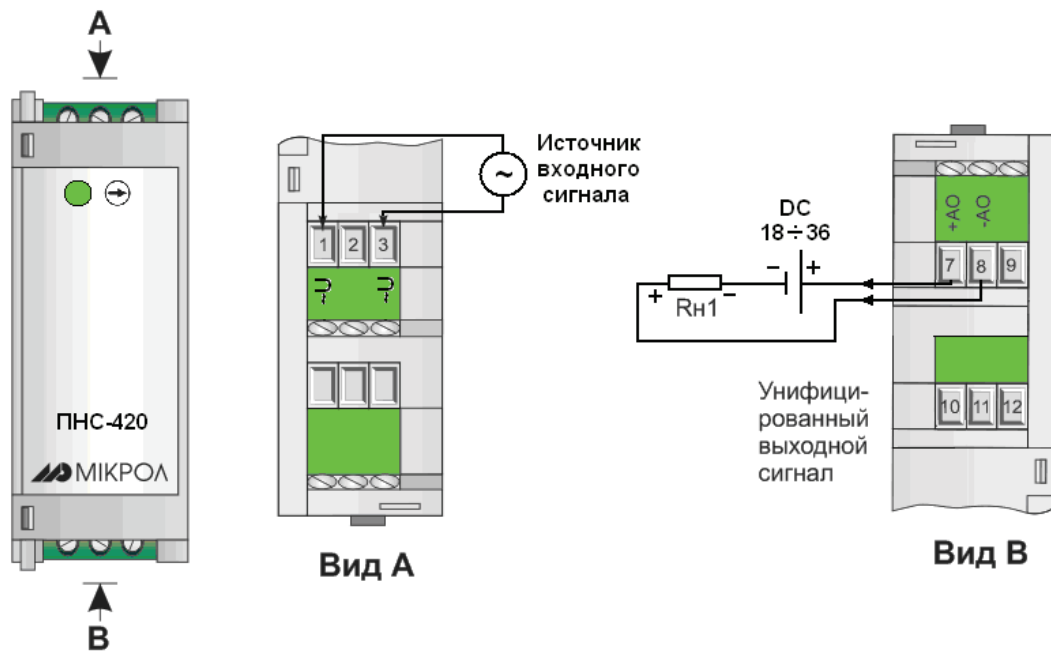 А
ПНС-420
МІКРОЛ
В
Источник
входного
сигнала
~
1 2 3
Вид А
DC
18÷36
− +
+ Rн1 −
Унифици-
рованный
выходной
сигнал
+AO -AO
7 8 9
10 11 12
Вид В